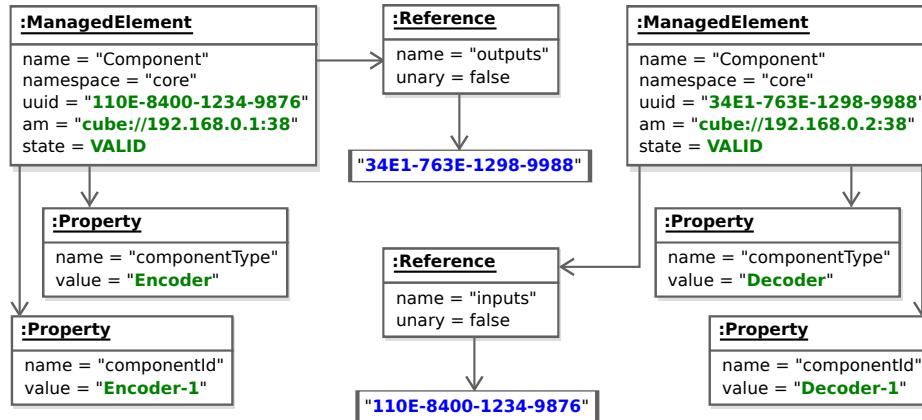 :ManagedElement
name = "Component"
namespace = "core"
uuid = "110E-8400-1234-9876"
am = "cube://192.168.0.1:38"
state = VALID
:Reference
name = "outputs"
unary = false
"34E1-763E-1298-9988"
:ManagedElement
name = "Component"
namespace = "core"
uuid = "34E1-763E-1298-9988"
am = "cube://192.168.0.2:38"
state = VALID
:Property
name = "componentType"
value = "Encoder"
:Property
name = "componentId"
value = "Encoder-1"
:Reference
name = "inputs"
unary = false
"110E-8400-1234-9876"
:Property
name = "componentType"
value = "Decoder"
:Property
name = "componentId"
value = "Decoder-1"